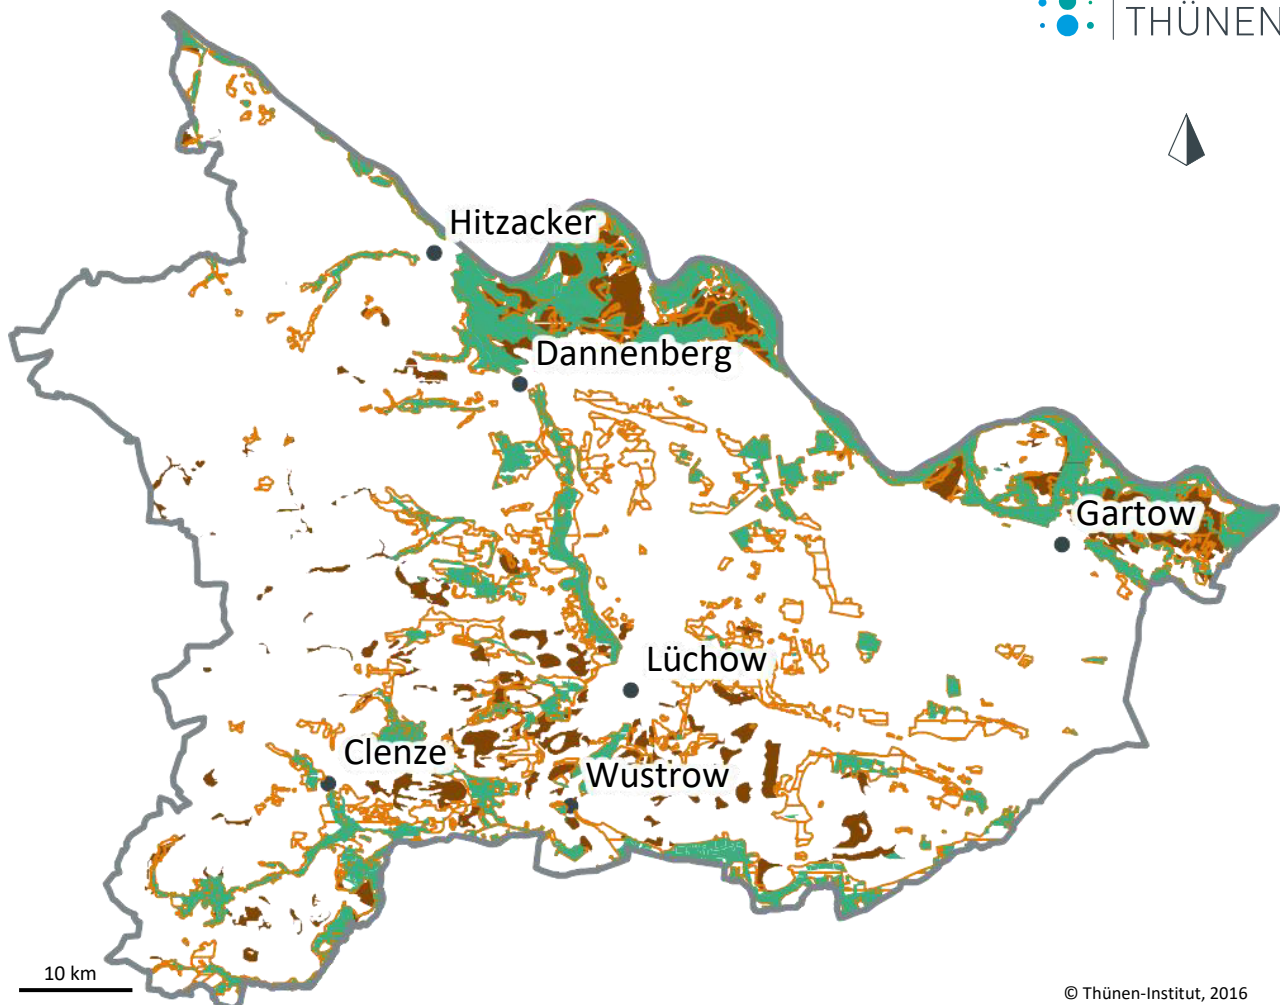 THÜNEN
Hitzacker
Dannenberg
Gartow
Lüchow
Clenze
Wustrow
10 km
© Thünen-Institut, 2016